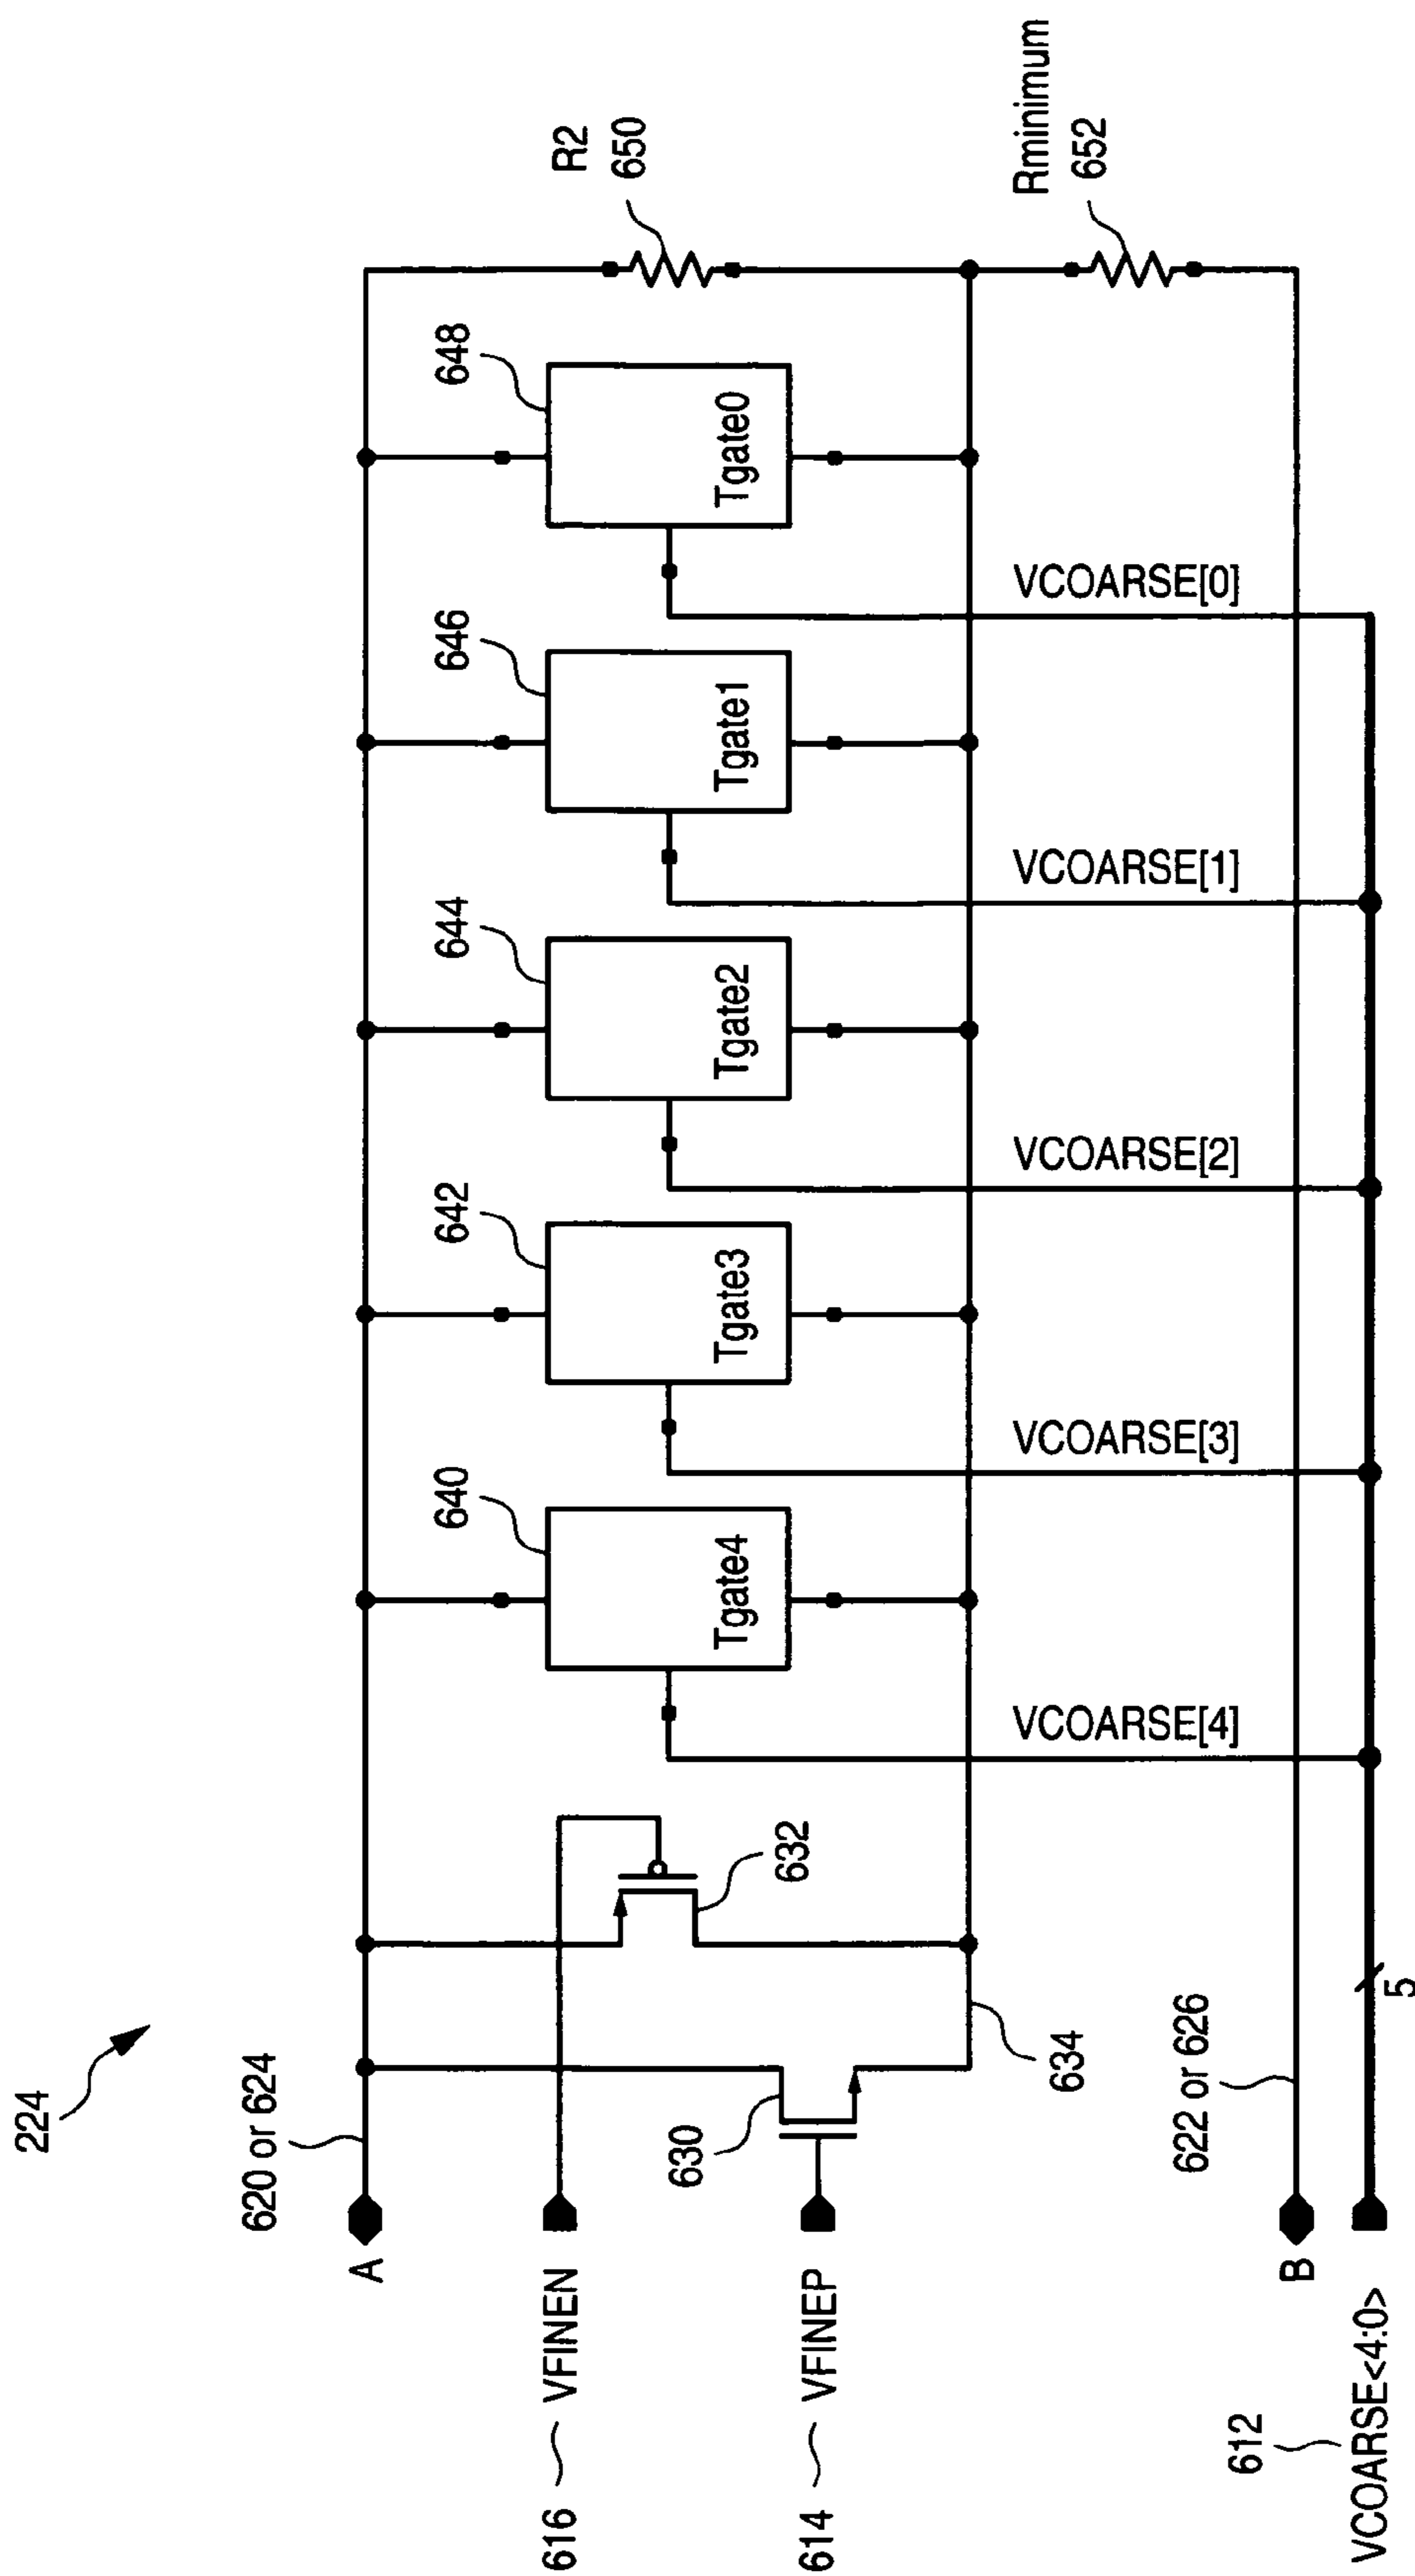 224
620 or 624
A
616
VFINEN
614
VFINEP
B
622 or 626
612
VCOARSE<4:0>
5
630
632
634
640
Tgate4
VCOARSE[4]
642
Tgate3
VCOARSE[3]
644
Tgate2
VCOARSE[2]
646
Tgate1
VCOARSE[1]
648
Tgate0
VCOARSE[0]
R2
650
Rminimum
652